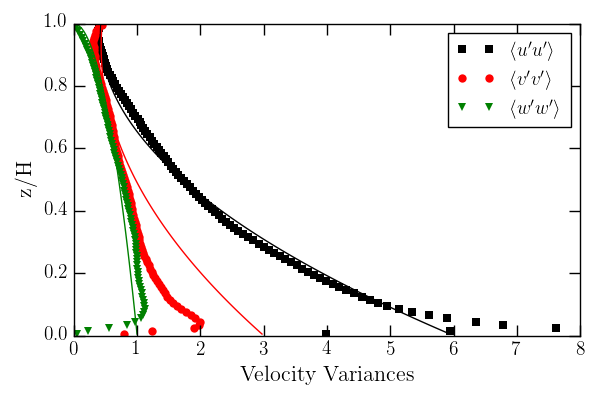 1.0
0.8
0.6
0.4
0.2
0.0
z/H
0 1 2 3 4 5 6 7 8
Velocity Variances
⟨u′u′⟩
⟨v′v′⟩
⟨w′w′⟩